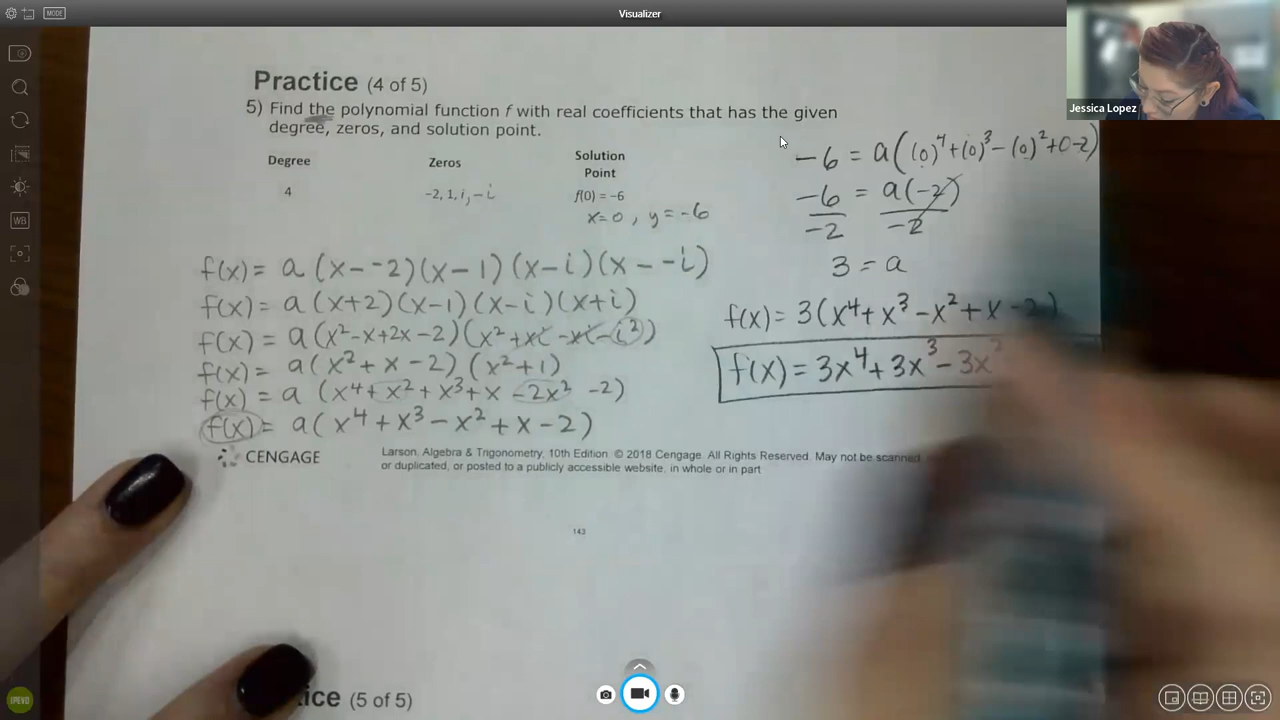 MODE
Visualizer
Jessica Lopez
WB
Practice (4 of 5)
5) Find the polynomial function f with real coefficients that has the given
degree, zeros, and solution point.
Degree
Zeros
Solution
Point
4
-2, 1, i, -i
f(0) = -6
x=0, y=-6
f(x) = a(x--2)(x-1)(x-i)(x--i)
f(x) = a(x+2)(x-1)(x-i)(x+i)
f(x) = a(x²-x+2x-2)(x²+xi-xi-i²)
f(x) = a(x²+x-2)(x²+1)
f(x) = a(x⁴+x²+x³+x-2x²-2)
f(x) = a(x⁴+x³-x²+x-2)
-6 = a((0)⁴+(0)³-(0)²+0-2)
-6 = a(-2)
-2 -2
3 = a
f(x) = 3(x⁴+x³-x²+x-2)
f(x) = 3x⁴+3x³-3x²
CENGAGE
Larson, Algebra & Trigonometry, 10th Edition. © 2018 Cengage. All Rights Reserved. May not be scanned
or duplicated, or posted to a publicly accessible website, in whole or in part
143
ice (5 of 5)
IPEVO